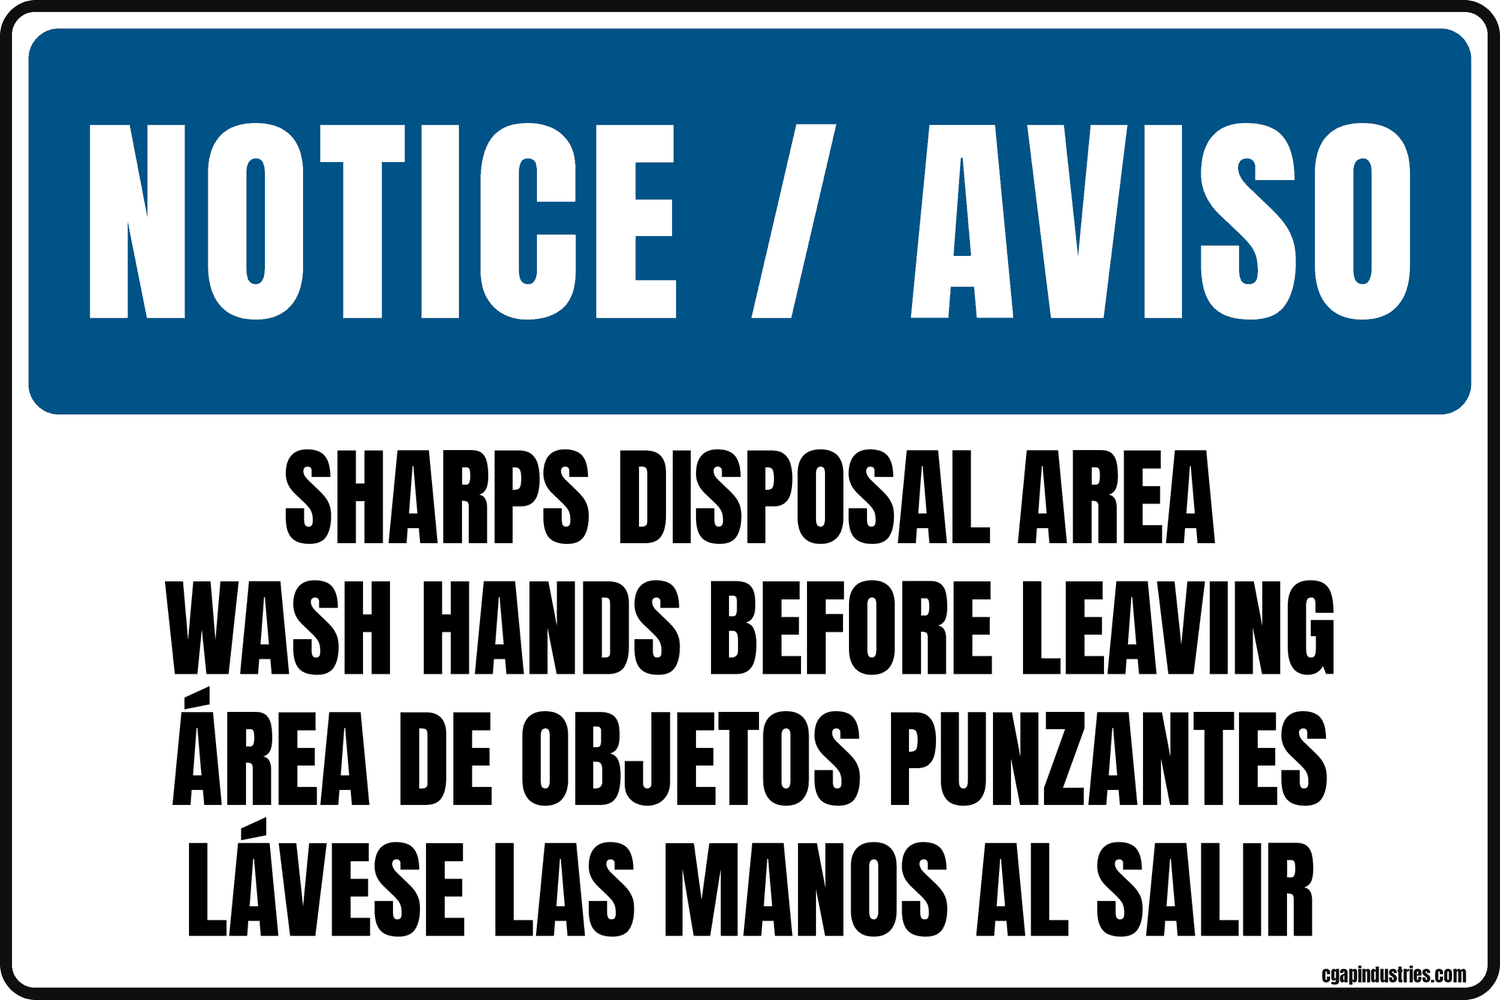 NOTICE / AVISO
SHARPS DISPOSAL AREA
WASH HANDS BEFORE LEAVING
ÁREA DE OBJETOS PUNZANTES
LÁVESE LAS MANOS AL SALIR
cgapindustries.com